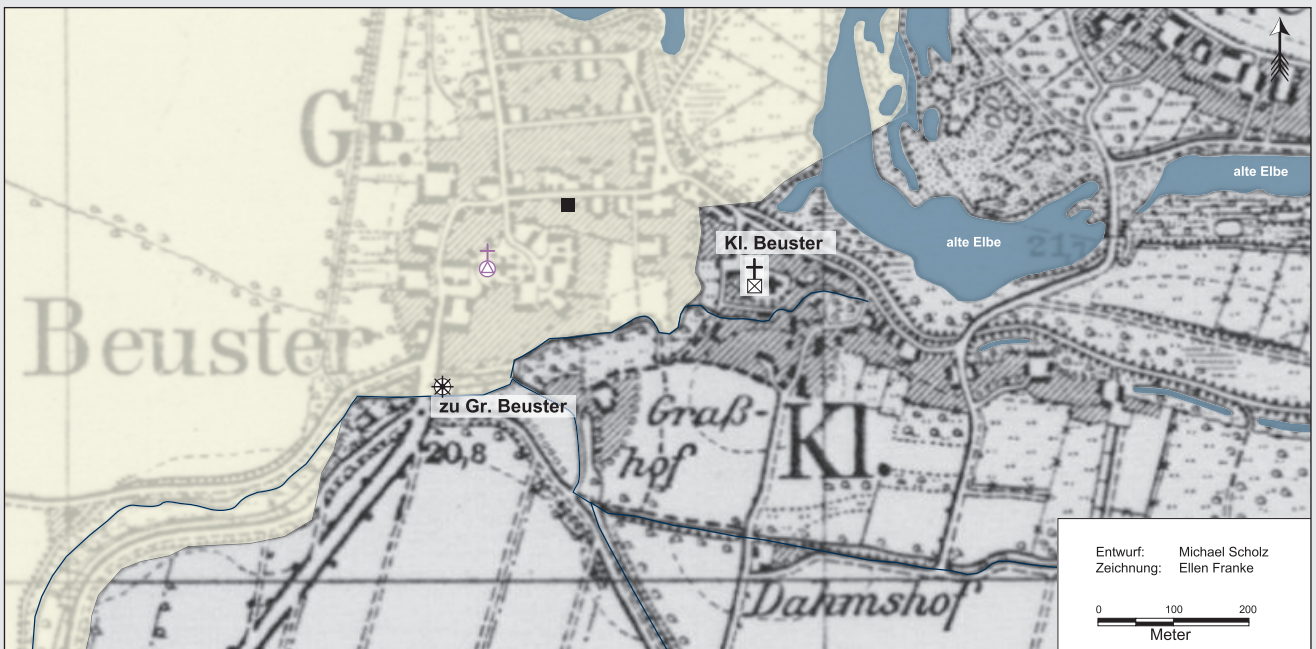 Gr.
alte Elbe
Kl. Beuster
alte Elbe
Beuster
zu Gr. Beuster
Graß-
hof
Kl.
20,8
Dahmshof
Entwurf: Michael Scholz
Zeichnung: Ellen Franke
0 100 200
Meter